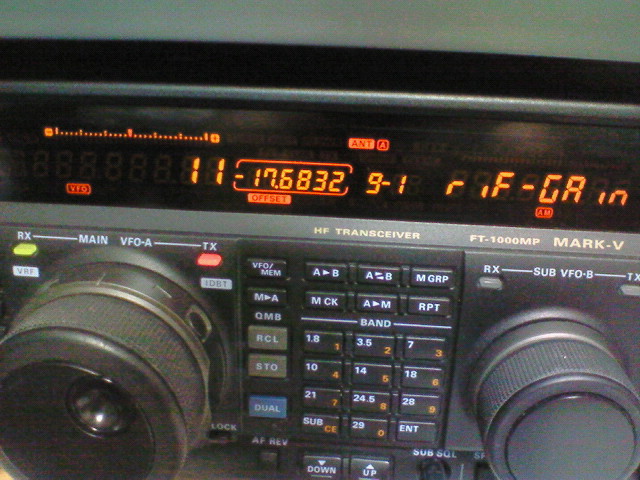 ANT A
11 -17.6832 9-1 riF-GAin
VFO OFFSET AM
HF TRANSCEIVER FT-1000MP MARK-V
RX MAIN VFO-A TX
VRF IDBT
RX SUB VFO-B TX
VFO/MEM A▶B A⇆B M GRP
M▶A M CK A▶M RPT
QMB BAND
RCL 1.8 1 3.5 2 7 3
STO 10 4 14 5 18 6
DUAL 21 7 24.5 8 28 9
SUB CE 29 0 ENT
LOCK
AF REV DOWN UP SUB SQL